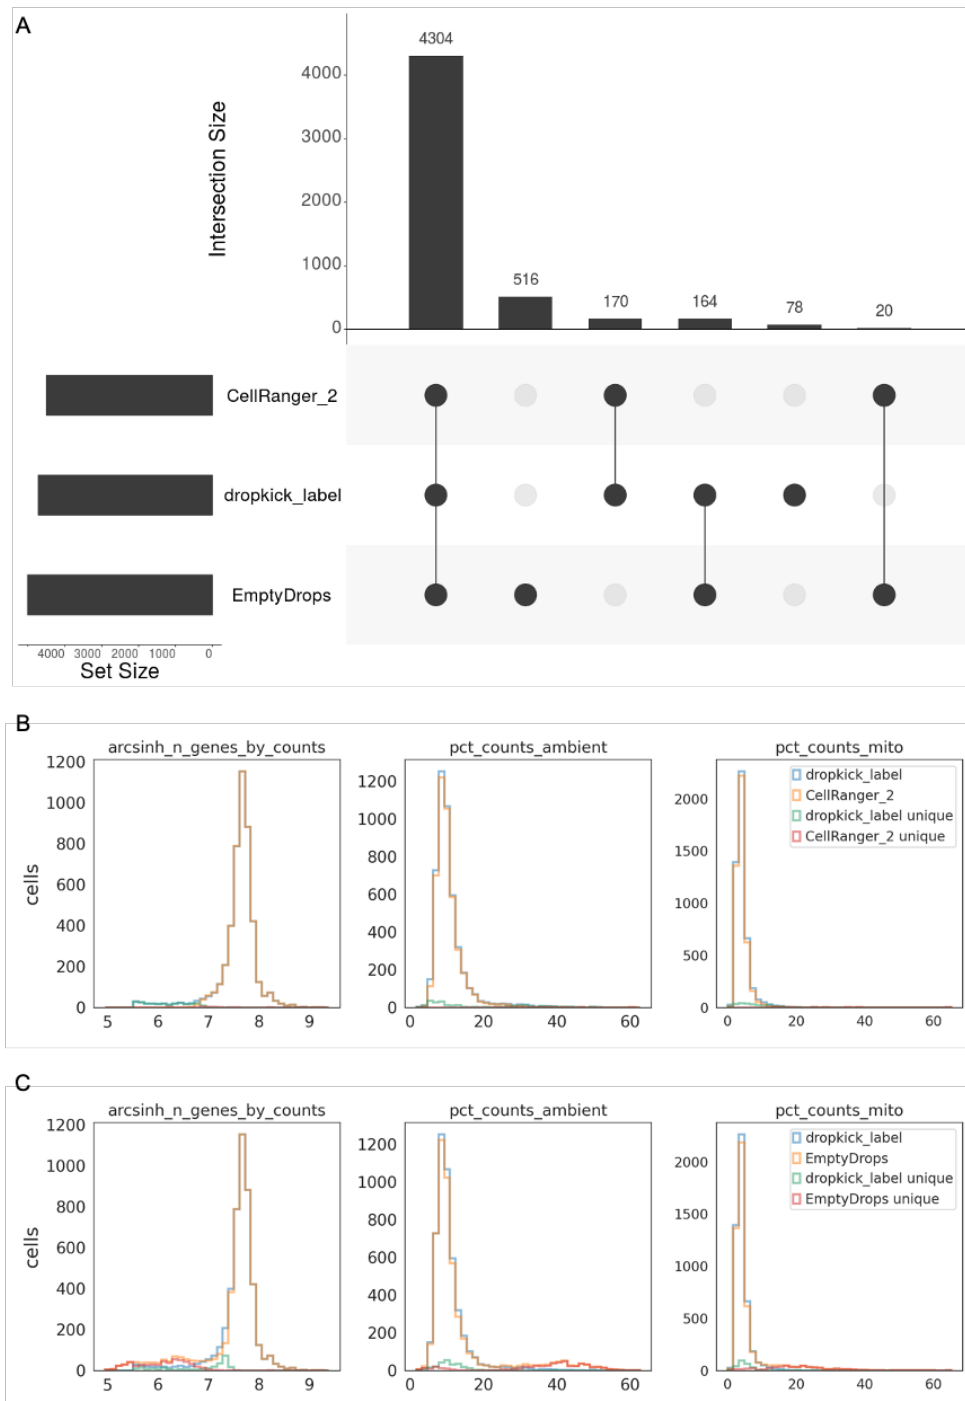 A
4304
4000
3000
2000
1000
0
Intersection Size
516
170
164
78
20
CellRanger_2
dropkick_label
EmptyDrops
4000 3000 2000 1000 0
Set Size
B
arcsinh_n_genes_by_counts
pct_counts_ambient
pct_counts_mito
cells
1200
1000
800
600
400
200
0
5 6 7 8 9
1200
1000
800
600
400
200
0
0 20 40 60
2000
1500
1000
500
0
0 20 40 60
dropkick_label
CellRanger_2
dropkick_label unique
CellRanger_2 unique
C
arcsinh_n_genes_by_counts
pct_counts_ambient
pct_counts_mito
cells
1200
1000
800
600
400
200
0
5 6 7 8 9
1200
1000
800
600
400
200
0
0 20 40 60
2000
1500
1000
500
0
0 20 40 60
dropkick_label
EmptyDrops
dropkick_label unique
EmptyDrops unique